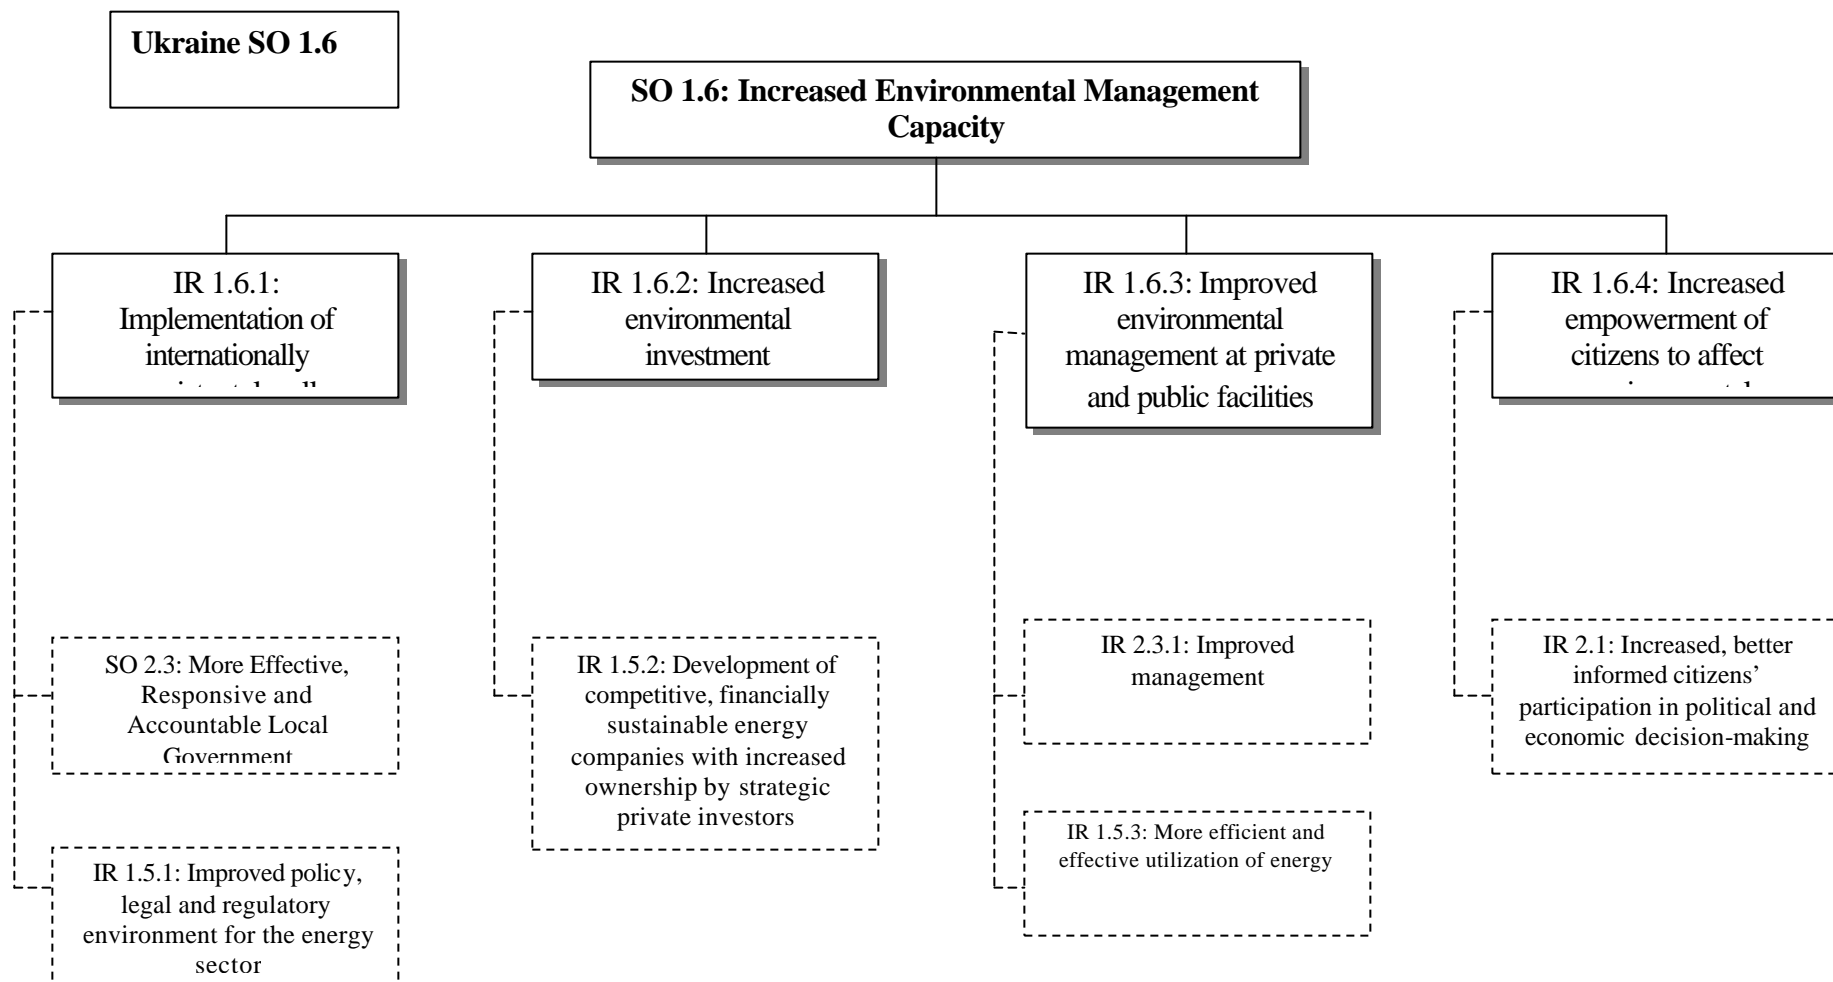 Ukraine SO 1.6
SO 1.6: Increased Environmental Management
Capacity
IR 1.6.1:
Implementation of
internationally
IR 1.6.2: Increased
environmental
investment
IR 1.6.3: Improved
environmental
management at private
and public facilities
IR 1.6.4: Increased
empowerment of
citizens to affect
SO 2.3: More Effective,
Responsive and
Accountable Local
Government
IR 1.5.1: Improved policy,
legal and regulatory
environment for the energy
sector
IR 1.5.2: Development of
competitive, financially
sustainable energy
companies with increased
ownership by strategic
private investors
IR 2.3.1: Improved
management
IR 1.5.3: More efficient and
effective utilization of energy
IR 2.1: Increased, better
informed citizens’
participation in political and
economic decision-making